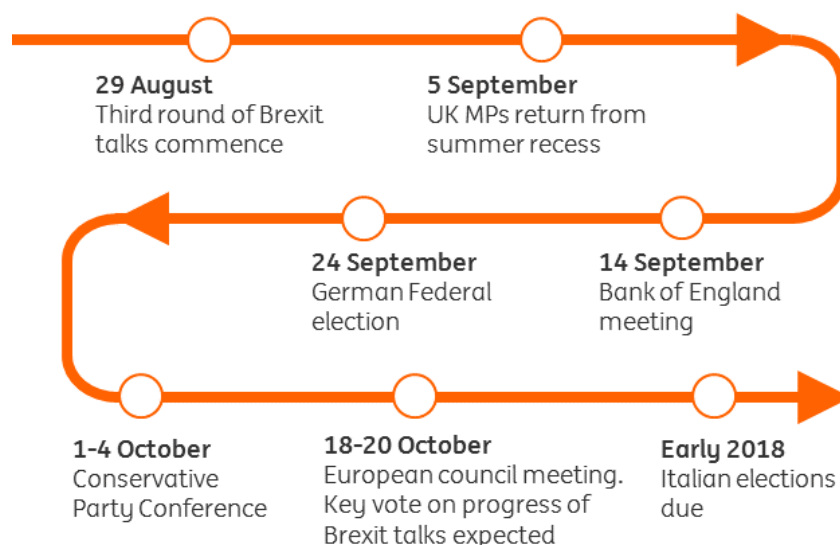 29 August
Third round of Brexit
talks commence
5 September
UK MPs return from
summer recess
14 September
Bank of England
meeting
24 September
German Federal
election
1-4 October
Conservative
Party Conference
18-20 October
European council meeting.
Key vote on progress of
Brexit talks expected
Early 2018
Italian elections
due